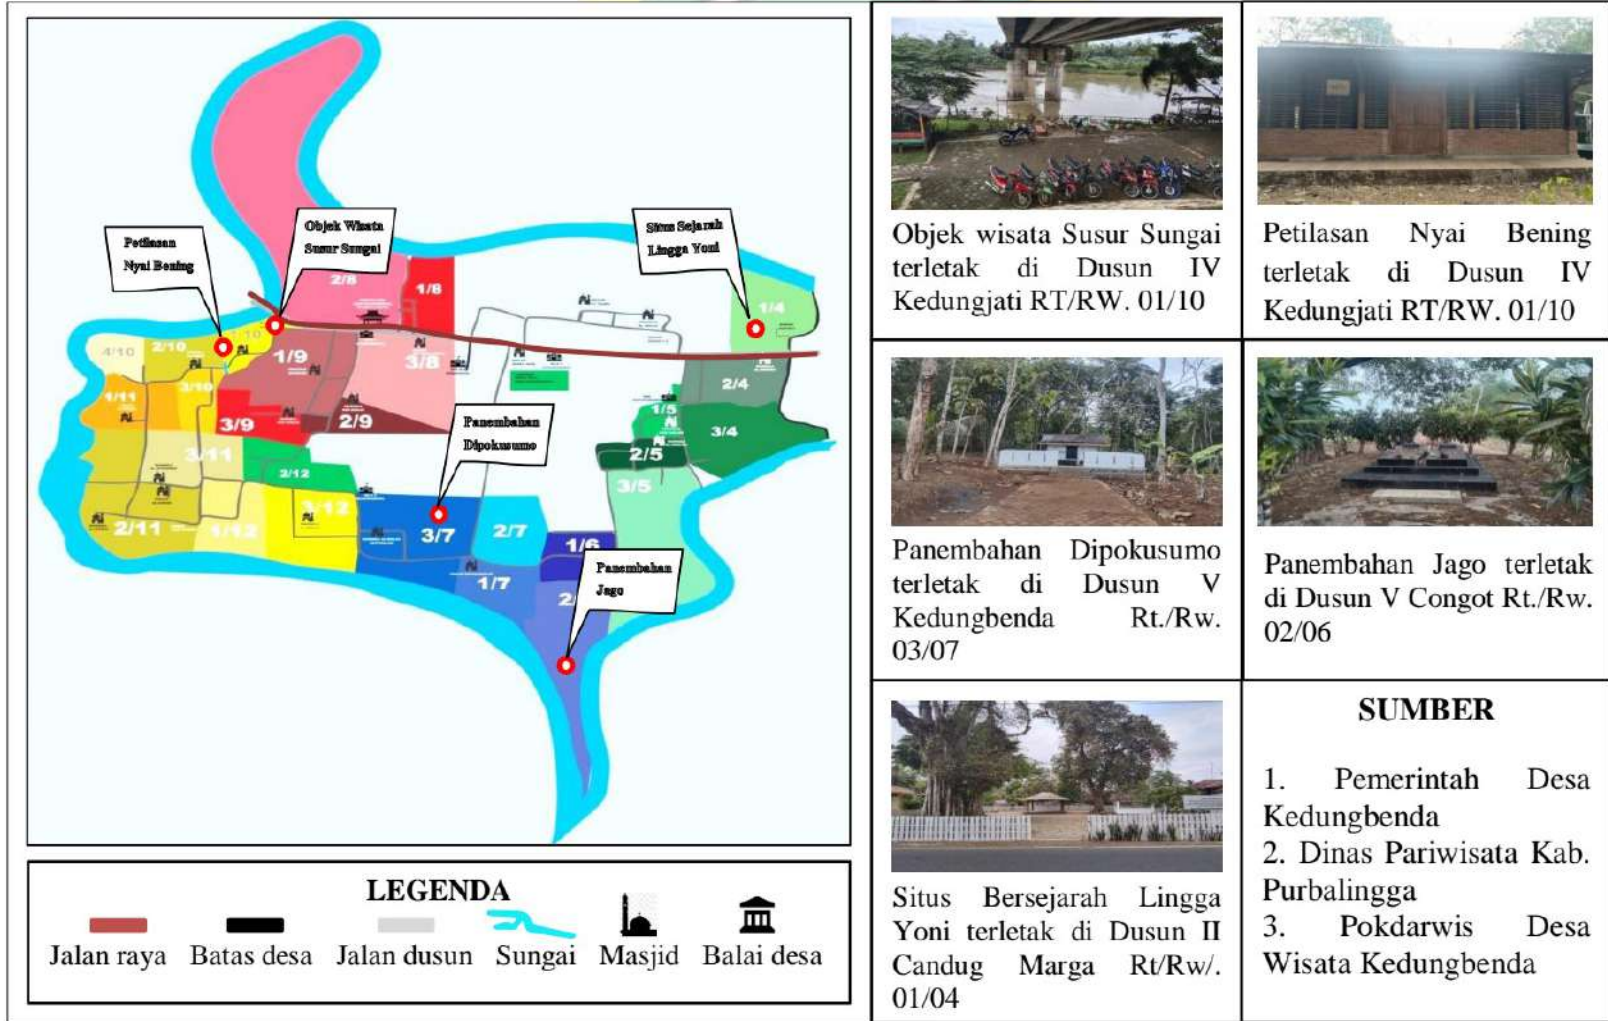 Petilasan
Nyai Bening
Objek Wisata
Susur Sungai
Situs Sejarah
Lingga Yoni
Panembahan
Dipokusumo
Panembahan
Jago
2/8
1/8
1/4
1/10
4/10
2/10
1/9
3/8
3/10
1/11
2/4
3/9
2/9
1/5
3/4
3/11
2/5
2/12
3/5
3/12
2/11
1/12
3/7
2/7
1/6
1/7
2/
LEGENDA
Jalan raya
Batas desa
Jalan dusun
Sungai
Masjid
Balai desa
Objek wisata Susur Sungai
terletak di Dusun IV
Kedungjati RT/RW. 01/10
Petilasan Nyai Bening
terletak di Dusun IV
Kedungjati RT/RW. 01/10
Panembahan Dipokusumo
terletak di Dusun V
Kedungbenda Rt./Rw.
03/07
Panembahan Jago terletak
di Dusun V Congot Rt./Rw.
02/06
Situs Bersejarah Lingga
Yoni terletak di Dusun II
Candug Marga Rt/Rw/.
01/04
SUMBER
1. Pemerintah Desa
Kedungbenda
2. Dinas Pariwisata Kab.
Purbalingga
3. Pokdarwis Desa
Wisata Kedungbenda